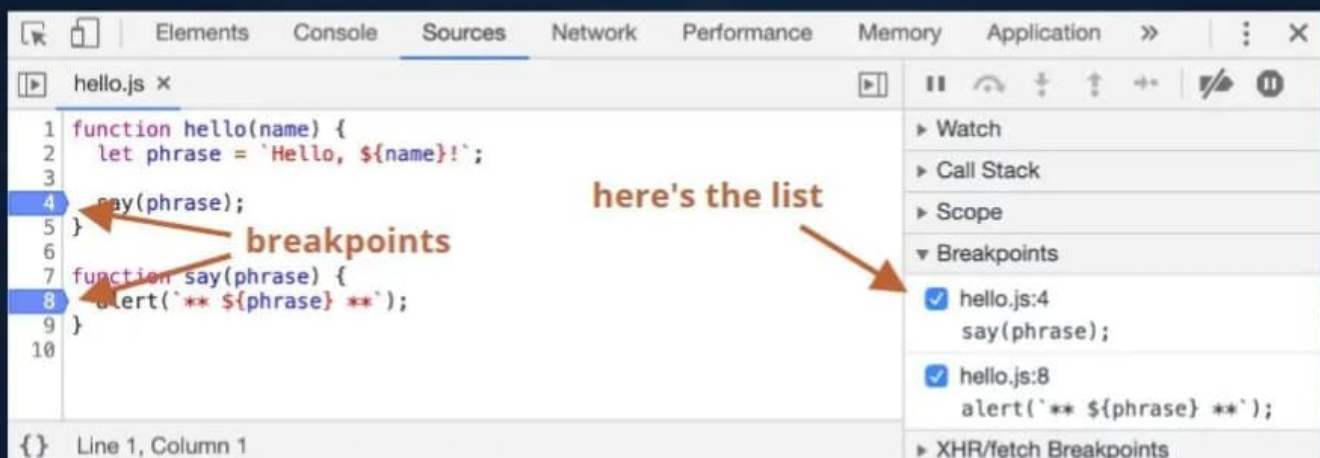 Elements Console Sources Network Performance Memory Application »
hello.js ×
1 function hello(name) {
2 let phrase = `Hello, ${name}!`;
3
4 say(phrase);
5 }
6
7 function say(phrase) {
8 alert(`** ${phrase} **`);
9 }
10
breakpoints
here's the list
{} Line 1, Column 1
Watch
Call Stack
Scope
Breakpoints
hello.js:4
say(phrase);
hello.js:8
alert(`** ${phrase} **`);
XHR/fetch Breakpoints